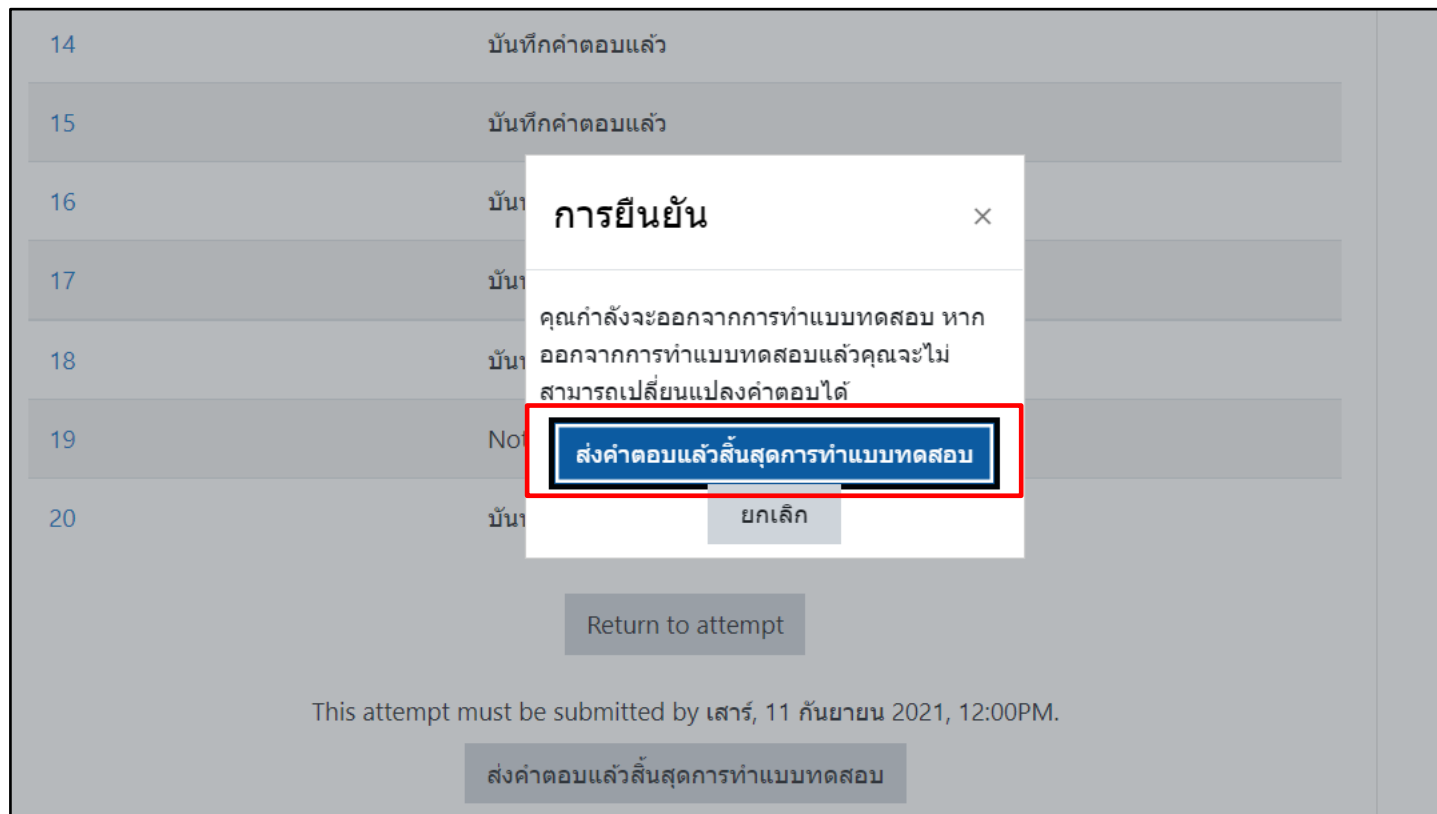 14 บันทึกคำตอบแล้ว
15 บันทึกคำตอบแล้ว
16
การยืนยัน ×
17
คุณกำลังจะออกจากการทำแบบทดสอบ หาก
18
ออกจากการทำแบบทดสอบแล้วคุณจะไม่
สามารถเปลี่ยนแปลงคำตอบได้
19
ส่งคำตอบแล้วสิ้นสุดการทำแบบทดสอบ
20
ยกเลิก
Return to attempt
This attempt must be submitted by เสาร์, 11 กันยายน 2021, 12:00PM.
ส่งคำตอบแล้วสิ้นสุดการทำแบบทดสอบ